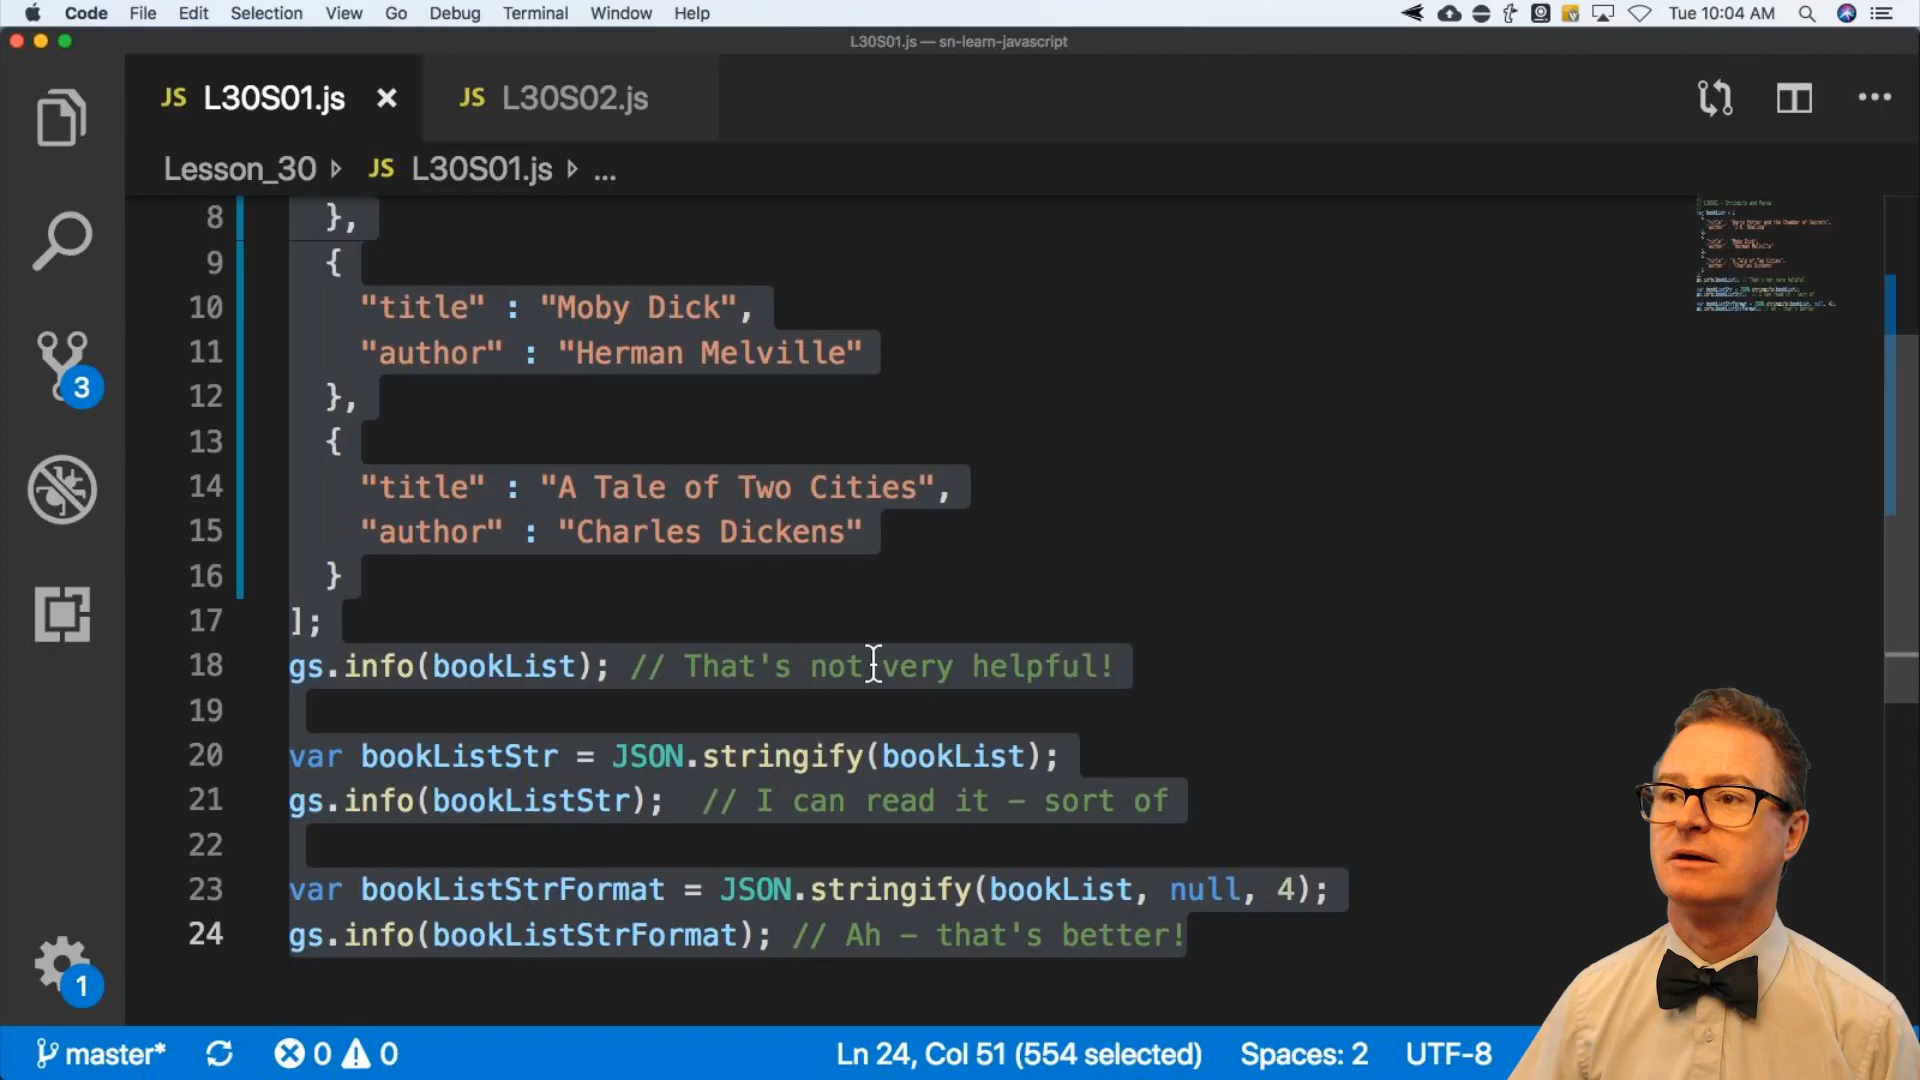 Code File Edit Selection View Go Debug Terminal Window Help Tue 10:04 AM
L30S01.js — sn-learn-javascript
JS L30S01.js JS L30S02.js
Lesson_30 JS L30S01.js ...
8 },
9 {
10 "title" : "Moby Dick",
11 "author" : "Herman Melville"
12 },
13 {
14 "title" : "A Tale of Two Cities",
15 "author" : "Charles Dickens"
16 }
17 ];
18 gs.info(bookList); // That's not very helpful!
19
20 var bookListStr = JSON.stringify(bookList);
21 gs.info(bookListStr); // I can read it – sort of
22
23 var bookListStrFormat = JSON.stringify(bookList, null, 4);
24 gs.info(bookListStrFormat); // Ah – that's better!
3
1
master* 0 0 Ln 24, Col 51 (554 selected) Spaces: 2 UTF-8